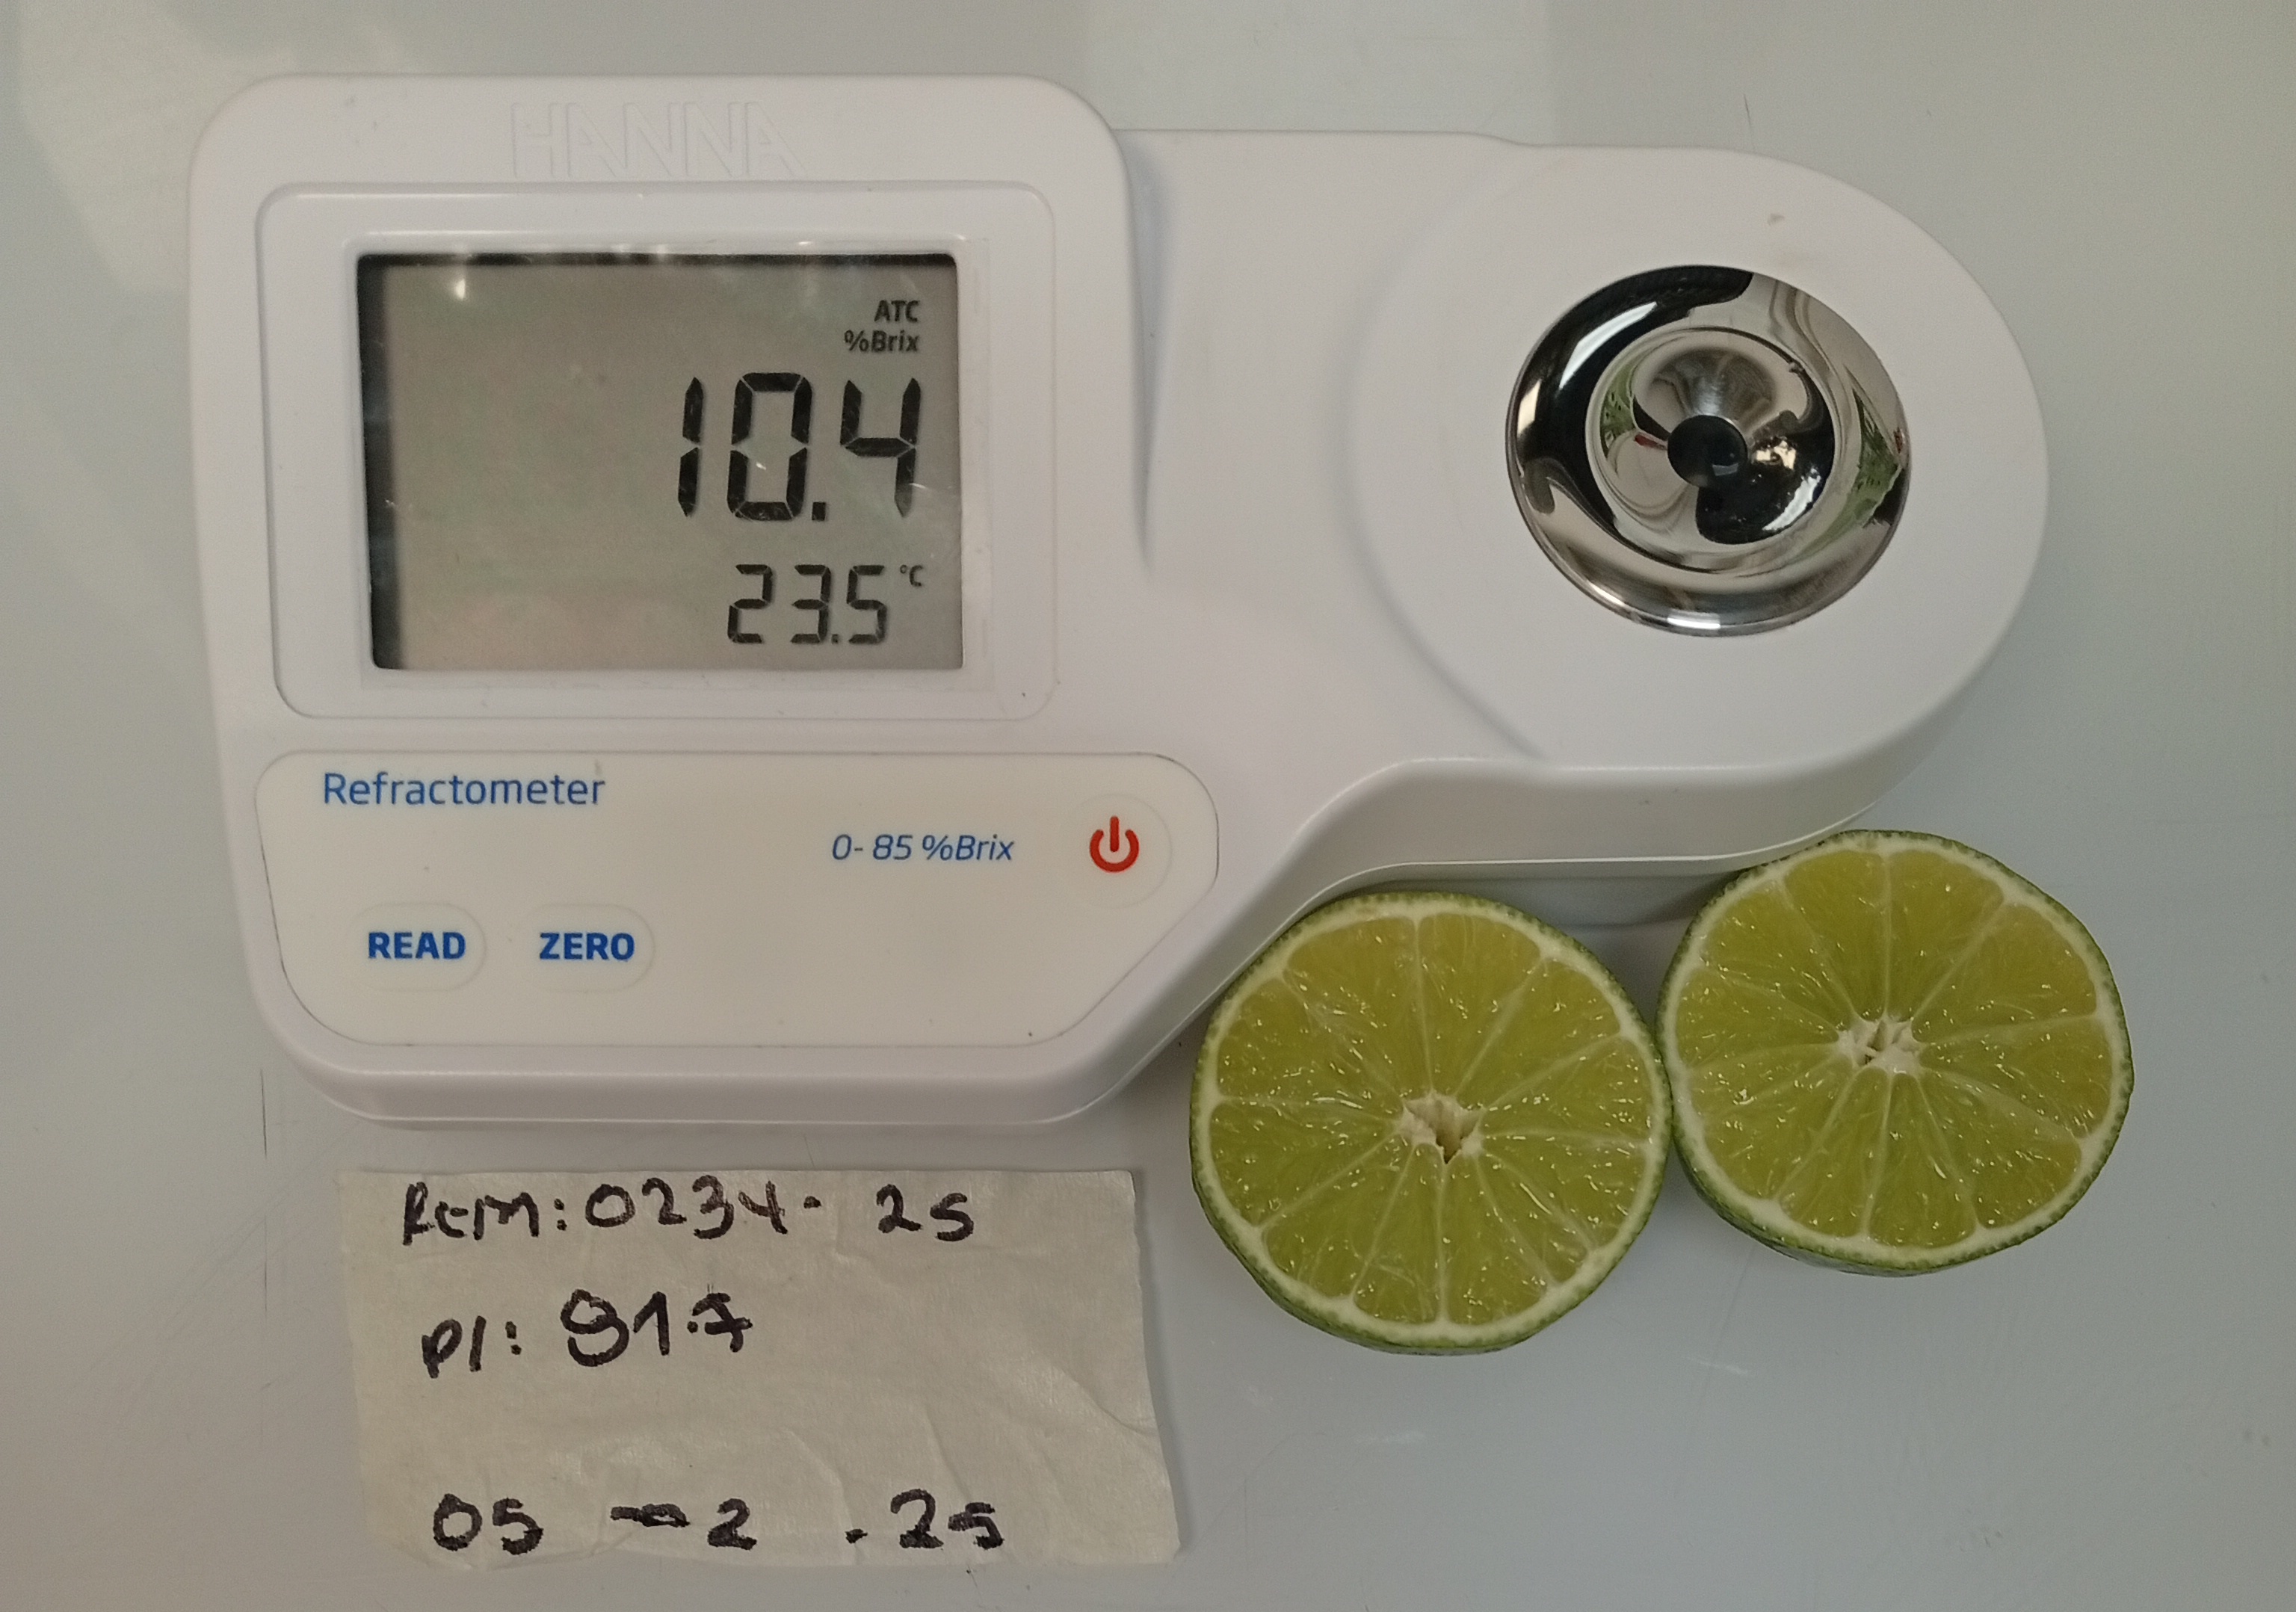 HANNA
ATC
%Brix
10.4
23.5 °C
Refractometer
0-85 %Brix
READ ZERO
Rem: 0234- 25
Pl: 917
05 - 2 . 25